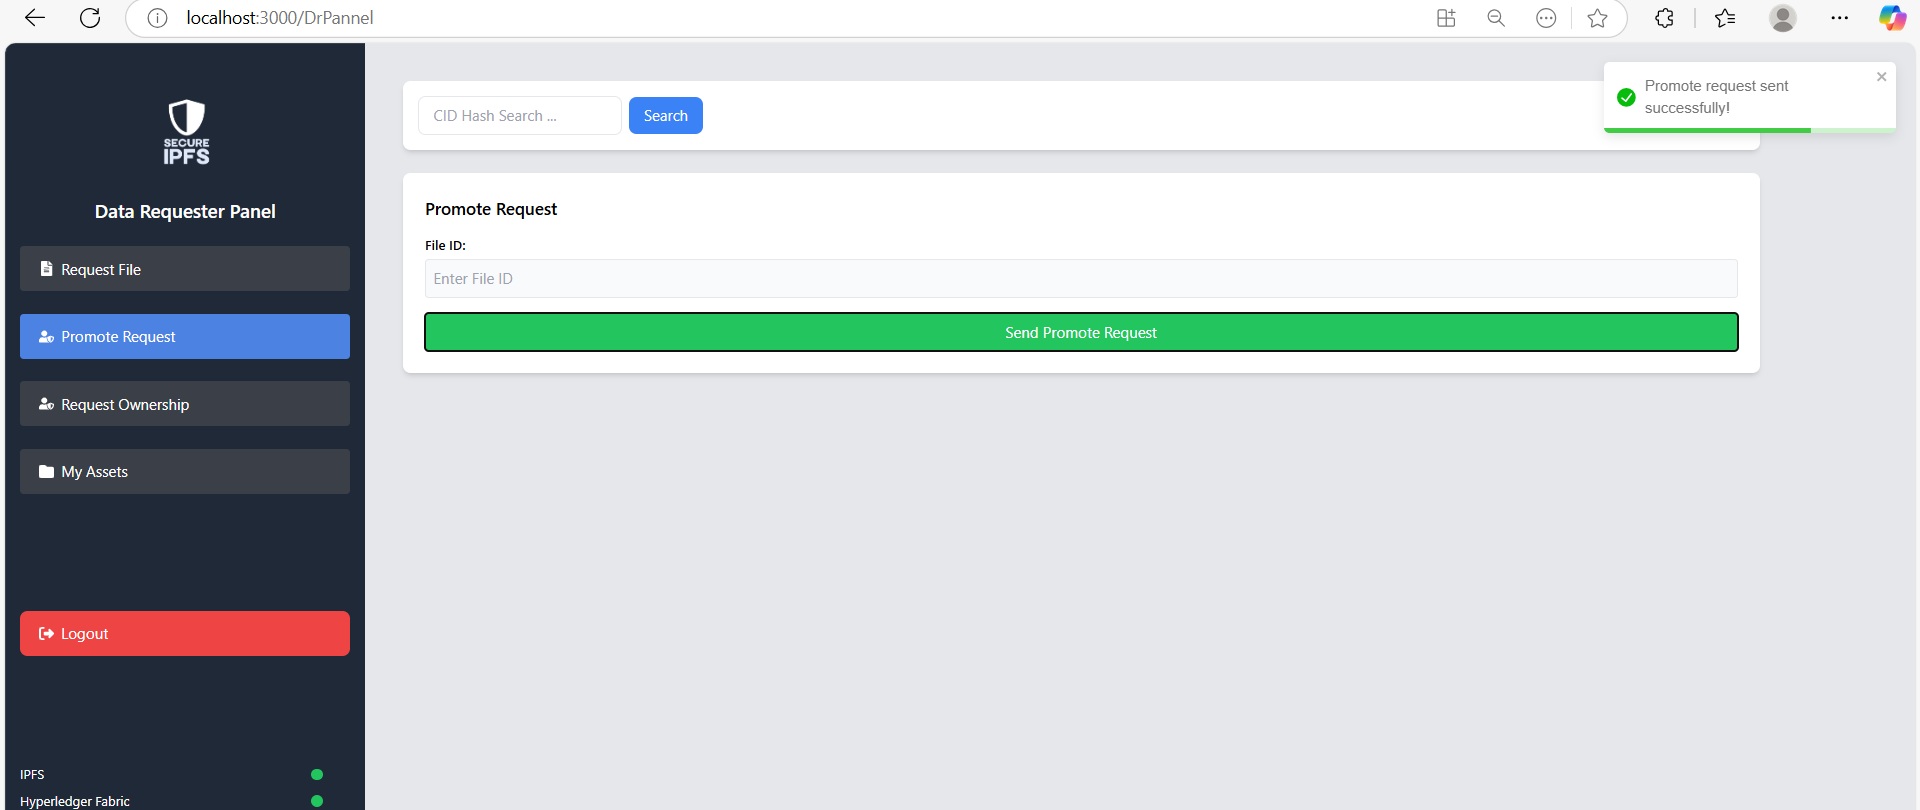 localhost:3000/DrPannel
SECURE
IPFS
Data Requester Panel
Request File
Promote Request
Request Ownership
My Assets
Logout
IPFS
Hyperledger Fabric
CID Hash Search ...
Search
Promote request sent
successfully!
Promote Request
File ID:
Enter File ID
Send Promote Request